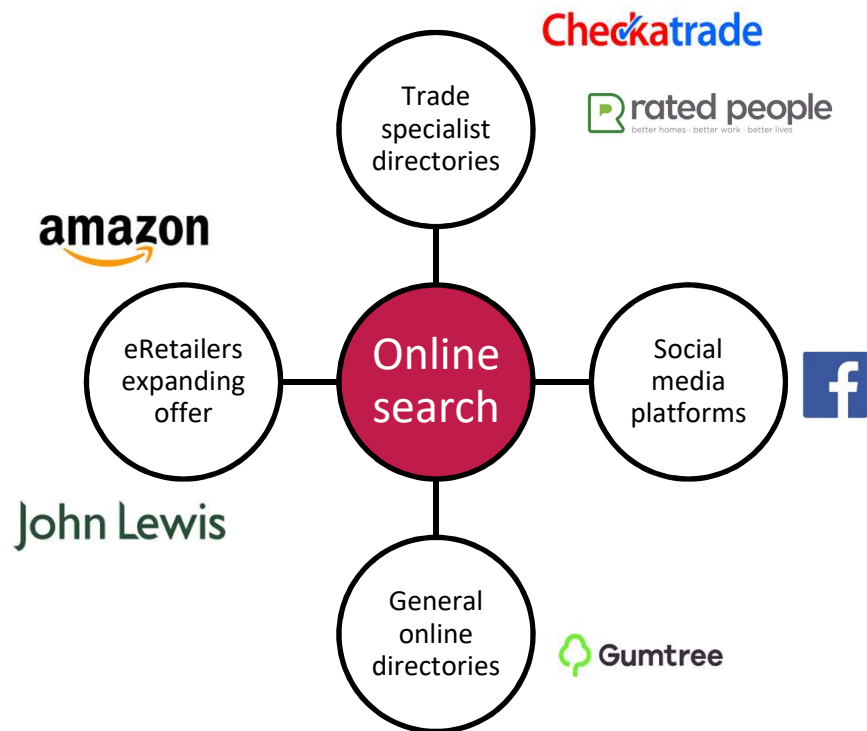 Checkatrade
Trade
specialist
directories
rated people
better homes · better work · better lives
amazon
eRetailers
expanding
offer
Online
search
Social
media
platforms
f
John Lewis
General
online
directories
Gumtree